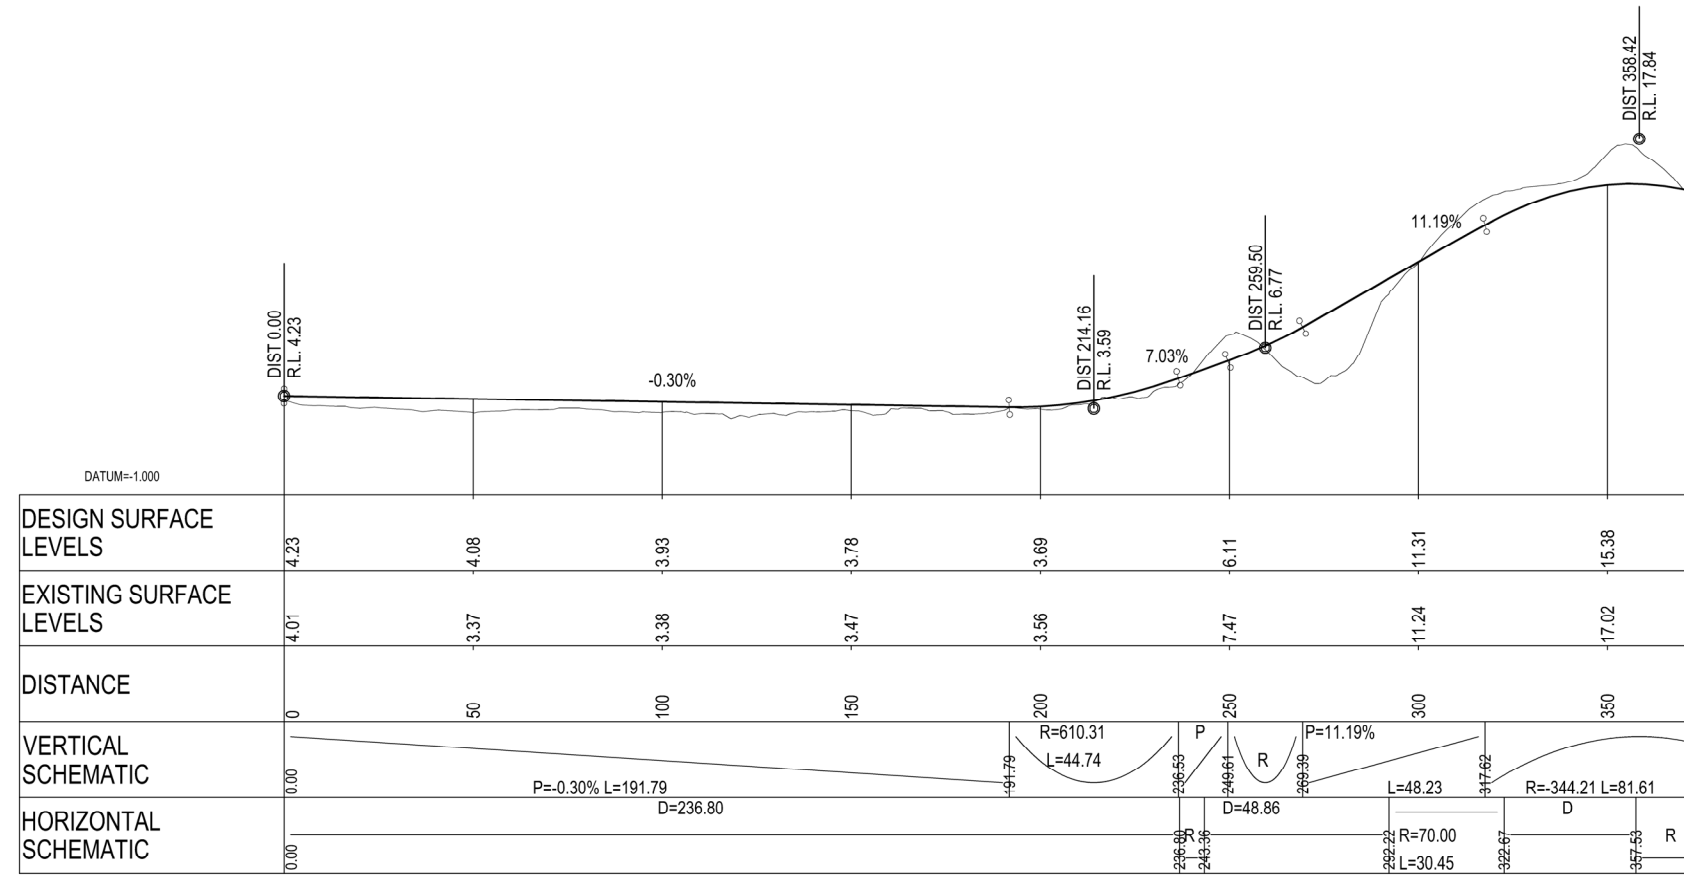 DIST 358.42
R.L. 17.84
DIST 259.50
R.L. 6.77
11.19%
DIST 0.00
R.L. 4.23
DIST 214.16
R.L. 3.59
7.03%
-0.30%
DATUM=-1.000
DESIGN SURFACE
LEVELS
4.23 4.08 3.93 3.78 3.69 6.11 11.31 15.38
EXISTING SURFACE
LEVELS
4.01 3.37 3.38 3.47 3.56 7.47 11.24 17.02
DISTANCE
0 50 100 150 200 250 300 350
VERTICAL
SCHEMATIC
R=610.31 P P=11.19%
L=44.74 R
0.00 191.79 236.53 249.61 269.39 317.62
P=-0.30% L=191.79 L=48.23 R=-344.21 L=81.61
HORIZONTAL
SCHEMATIC
D=236.80 D=48.86 D
R R=70.00 R
0.00 236.80 243.36 292.22 322.67 357.53
L=30.45